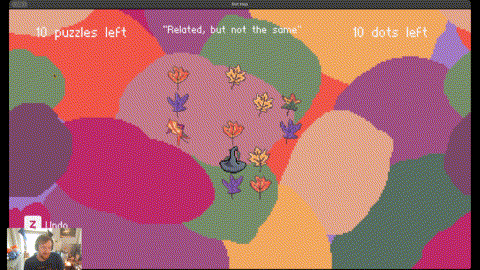 10 puzzles left
"Related, but not the same"
10 dots left
Z Undo